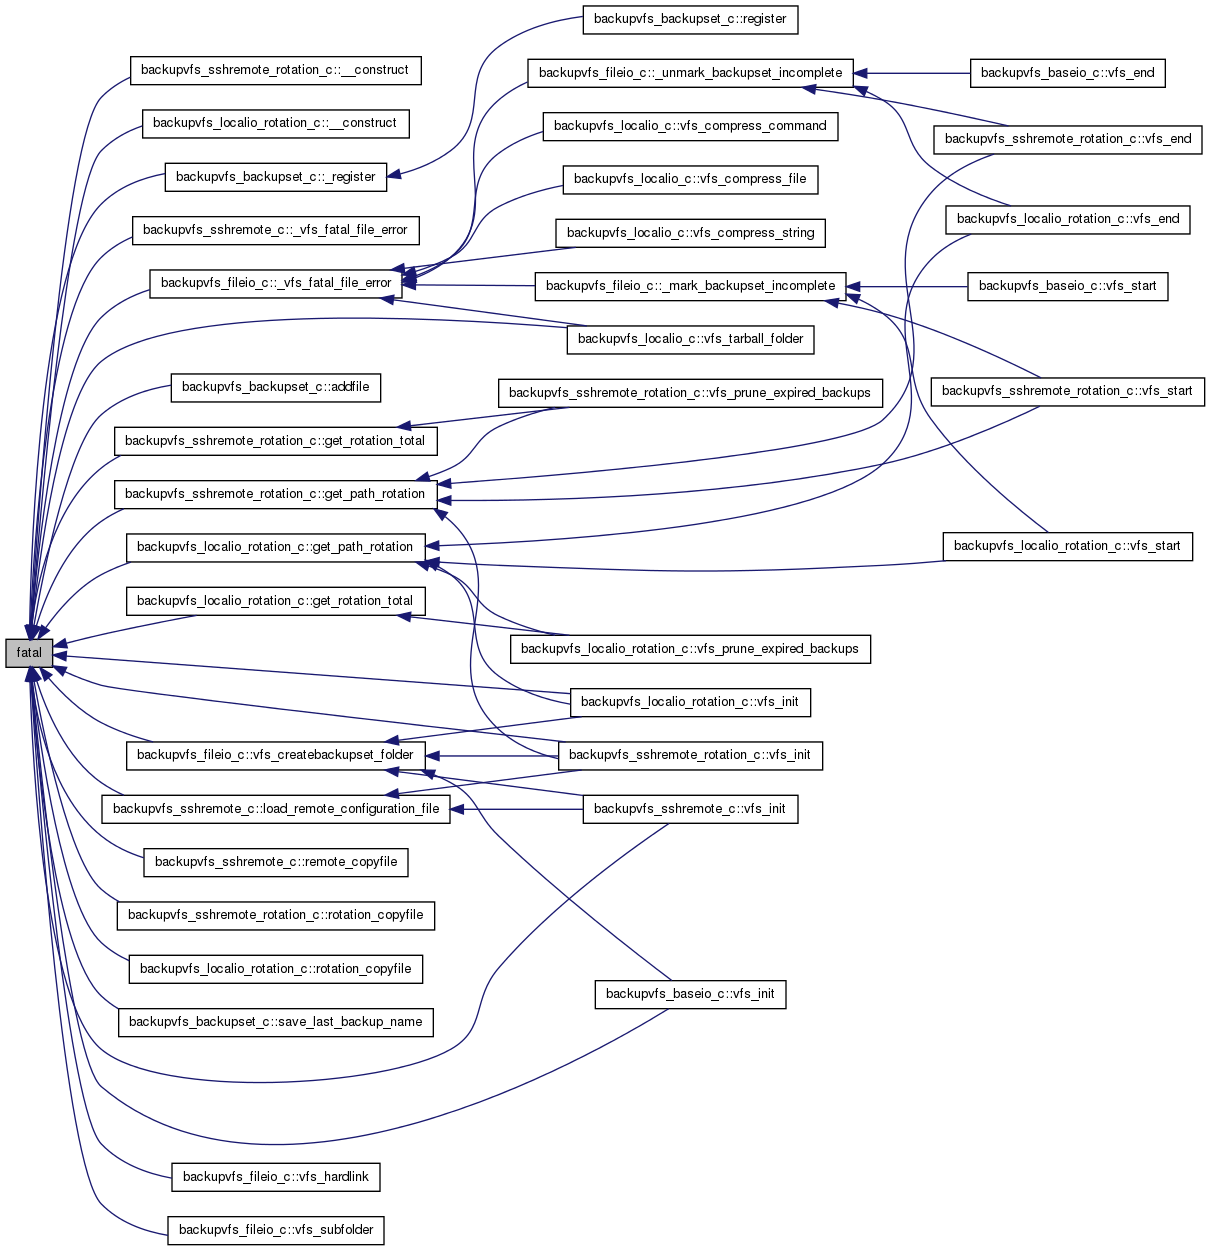 backupvfs_backupset_c::register
backupvfs_sshremote_rotation_c::__construct
backupvfs_fileio_c::_unmark_backupset_incomplete
backupvfs_baseio_c::vfs_end
backupvfs_localio_rotation_c::__construct
backupvfs_localio_c::vfs_compress_command
backupvfs_sshremote_rotation_c::vfs_end
backupvfs_backupset_c::_register
backupvfs_localio_c::vfs_compress_file
backupvfs_localio_rotation_c::vfs_end
backupvfs_sshremote_c::_vfs_fatal_file_error
backupvfs_localio_c::vfs_compress_string
backupvfs_fileio_c::_vfs_fatal_file_error
backupvfs_fileio_c::_mark_backupset_incomplete
backupvfs_baseio_c::vfs_start
backupvfs_localio_c::vfs_tarball_folder
backupvfs_backupset_c::addfile
backupvfs_sshremote_rotation_c::vfs_prune_expired_backups
backupvfs_sshremote_rotation_c::vfs_start
backupvfs_sshremote_rotation_c::get_rotation_total
backupvfs_sshremote_rotation_c::get_path_rotation
backupvfs_localio_rotation_c::get_path_rotation
backupvfs_localio_rotation_c::vfs_start
backupvfs_localio_rotation_c::get_rotation_total
fatal
backupvfs_localio_rotation_c::vfs_prune_expired_backups
backupvfs_localio_rotation_c::vfs_init
backupvfs_fileio_c::vfs_createbackupset_folder
backupvfs_sshremote_rotation_c::vfs_init
backupvfs_sshremote_c::load_remote_configuration_file
backupvfs_sshremote_c::vfs_init
backupvfs_sshremote_c::remote_copyfile
backupvfs_sshremote_rotation_c::rotation_copyfile
backupvfs_localio_rotation_c::rotation_copyfile
backupvfs_baseio_c::vfs_init
backupvfs_backupset_c::save_last_backup_name
backupvfs_fileio_c::vfs_hardlink
backupvfs_fileio_c::vfs_subfolder